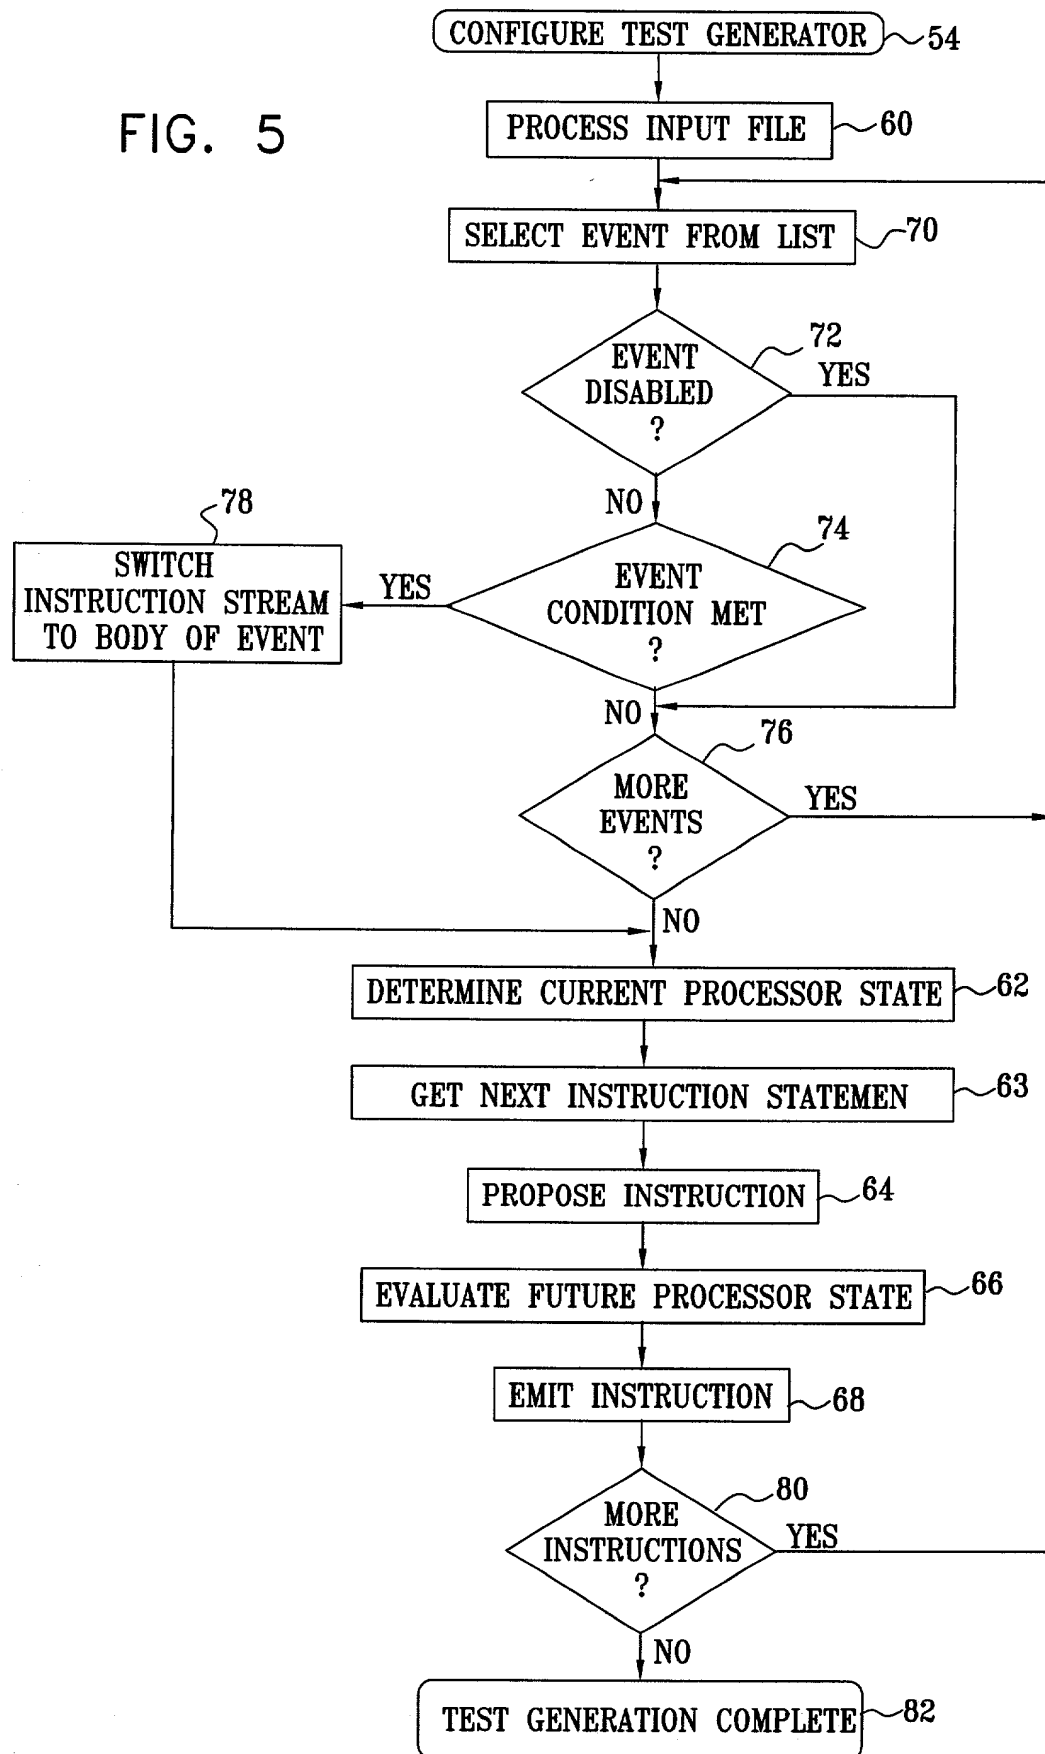 CONFIGURE TEST GENERATOR
54
FIG. 5
PROCESS INPUT FILE
60
SELECT EVENT FROM LIST
70
EVENT
DISABLED
?
72
YES
NO
78
SWITCH
INSTRUCTION STREAM
TO BODY OF EVENT
YES
EVENT
CONDITION MET
?
74
NO
76
MORE
EVENTS
?
YES
NO
DETERMINE CURRENT PROCESSOR STATE
62
GET NEXT INSTRUCTION STATEMEN
63
PROPOSE INSTRUCTION
64
EVALUATE FUTURE PROCESSOR STATE
66
EMIT INSTRUCTION
68
MORE
INSTRUCTIONS
?
80
YES
NO
TEST GENERATION COMPLETE
82